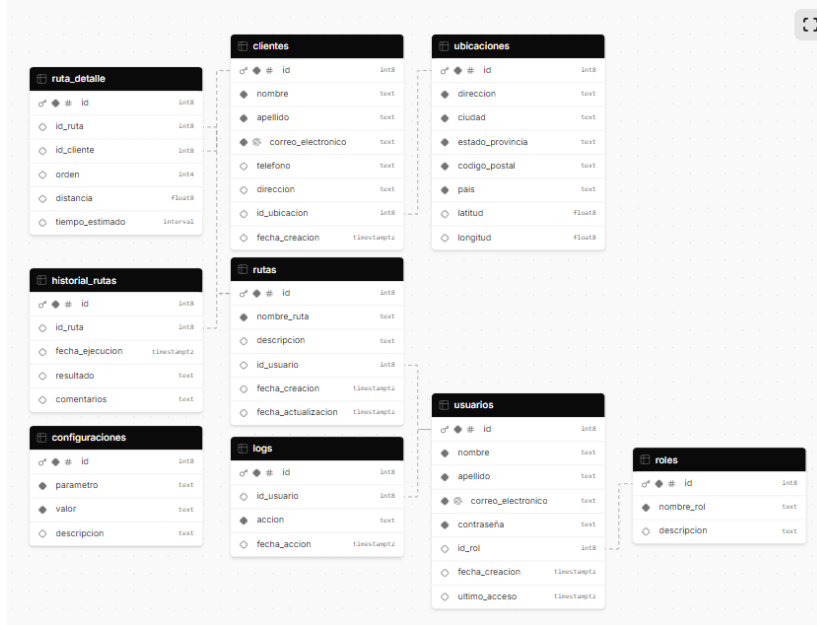 clientes
id int8
nombre text
apellido text
correo_electronico text
telefono text
direccion text
id_ubicacion int8
fecha_creacion timestamptz
ubicaciones
id int8
direccion text
ciudad text
estado_provincia text
codigo_postal text
pais text
latitud float8
longitud float8
ruta_detalle
id int8
id_ruta int8
id_cliente int8
orden int4
distancia float8
tiempo_estimado interval
historial_rutas
id int8
id_ruta int8
fecha_ejecucion timestamptz
resultado text
comentarios text
rutas
id int8
nombre_ruta text
descripcion text
id_usuario int8
fecha_creacion timestamptz
fecha_actualizacion timestamptz
configuraciones
id int8
parametro text
valor text
descripcion text
logs
id int8
id_usuario int8
accion text
fecha_accion timestamptz
usuarios
id int8
nombre text
apellido text
correo_electronico text
contraseña text
id_rol int8
fecha_creacion timestamptz
ultimo_acceso timestamptz
roles
id int8
nombre_rol text
descripcion text